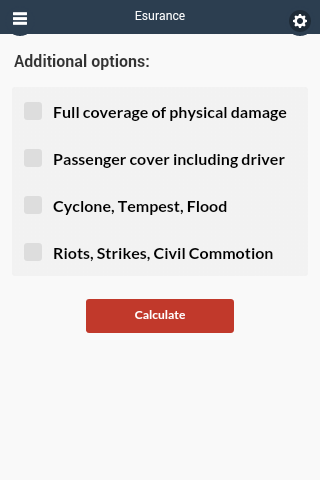 Esurance
Additional options:
Full coverage of physical damage
Passenger cover including driver
Cyclone, Tempest, Flood
Riots, Strikes, Civil Commotion
Calculate